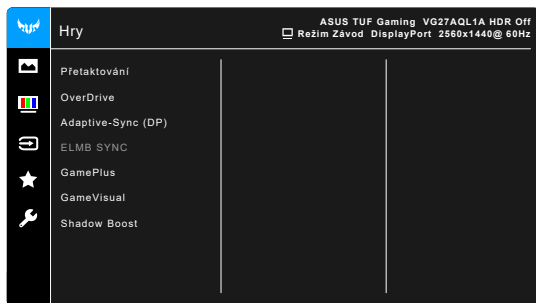 Hry
ASUS TUF Gaming VG27AQL1A HDR Off
Režim Závod DisplayPort 2560x1440@ 60Hz
Přetaktování
OverDrive
Adaptive-Sync (DP)
ELMB SYNC
GamePlus
GameVisual
Shadow Boost